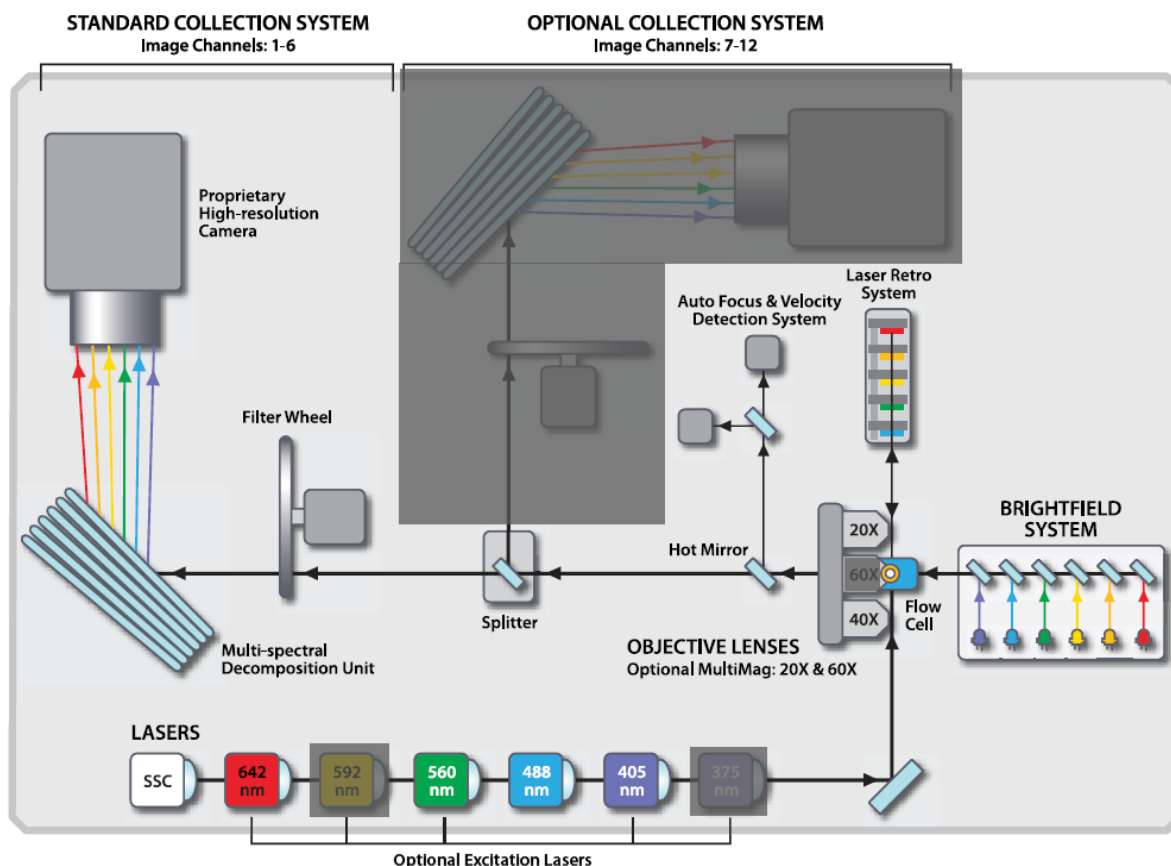 STANDARD COLLECTION SYSTEM
Image Channels: 1-6
OPTIONAL COLLECTION SYSTEM
Image Channels: 7-12
Proprietary
High-resolution
Camera
Laser Retro
System
Auto Focus & Velocity
Detection System
Filter Wheel
BRIGHTFIELD
SYSTEM
20X
Hot Mirror
60X
40X
Flow
Cell
Splitter
OBJECTIVE LENSES
Optional MultiMag: 20X & 60X
Multi-spectral
Decomposition Unit
LASERS
SSC
642
nm
592
nm
560
nm
488
nm
405
nm
375
nm
Optional Excitation Lasers